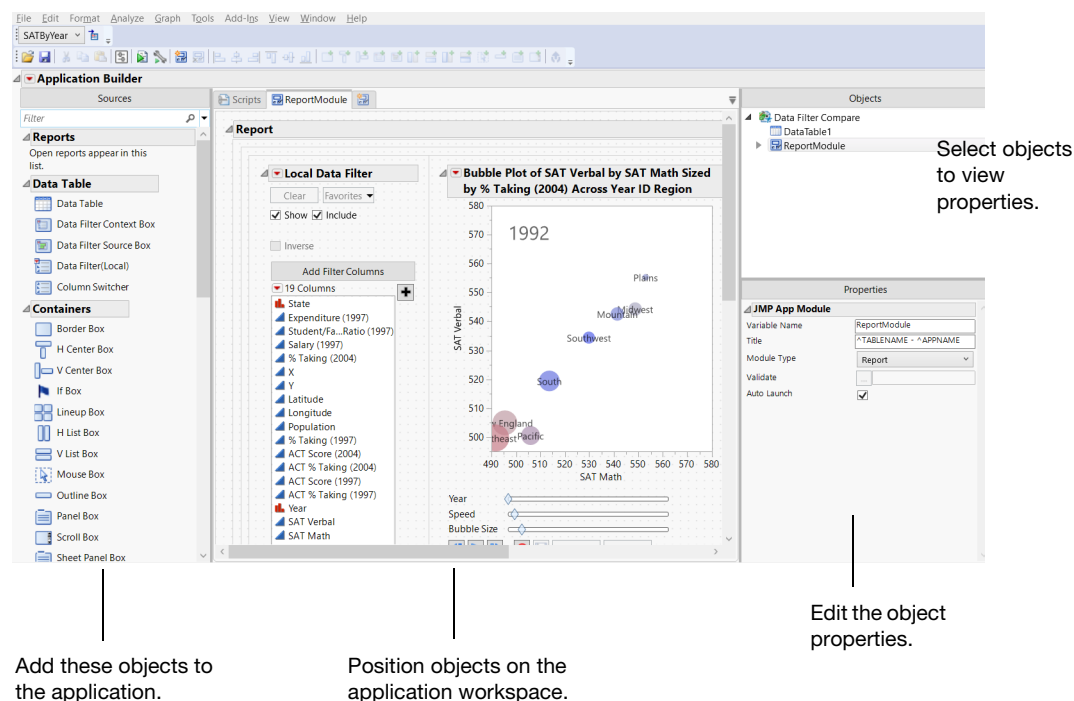 File Edit Format Analyze Graph Tools Add-Ins View Window Help
SATByYear
Application Builder
Sources
Filter
Reports
Open reports appear in this
list.
Data Table
Data Table
Data Filter Context Box
Data Filter Source Box
Data Filter(Local)
Column Switcher
Containers
Border Box
H Center Box
V Center Box
If Box
Lineup Box
H List Box
V List Box
Mouse Box
Outline Box
Panel Box
Scroll Box
Sheet Panel Box
Scripts ReportModule
Report
Local Data Filter
Clear Favorites
Show Include
Inverse
Add Filter Columns
19 Columns
State
Expenditure (1997)
Student/Fa...Ratio (1997)
Salary (1997)
% Taking (2004)
X
Y
Latitude
Longitude
Population
% Taking (1997)
ACT Score (2004)
ACT % Taking (2004)
ACT Score (1997)
ACT % Taking (1997)
Year
SAT Verbal
SAT Math
Bubble Plot of SAT Verbal by SAT Math Sized
by % Taking (2004) Across Year ID Region
580
570
560
550
540
530
520
510
500
SAT Verbal
1992
Plains
Midwest
Mountain
Southwest
South
w England
theast
Pacific
490 500 510 520 530 540 550 560 570 580
SAT Math
Year
Speed
Bubble Size
Objects
Data Filter Compare
DataTable1
ReportModule
Select objects
to view
properties.
Properties
JMP App Module
Variable Name ReportModule
Title ^TABLENAME - ^APPNAME
Module Type Report
Validate ...
Auto Launch
Edit the object
properties.
Add these objects to
the application.
Position objects on the
application workspace.